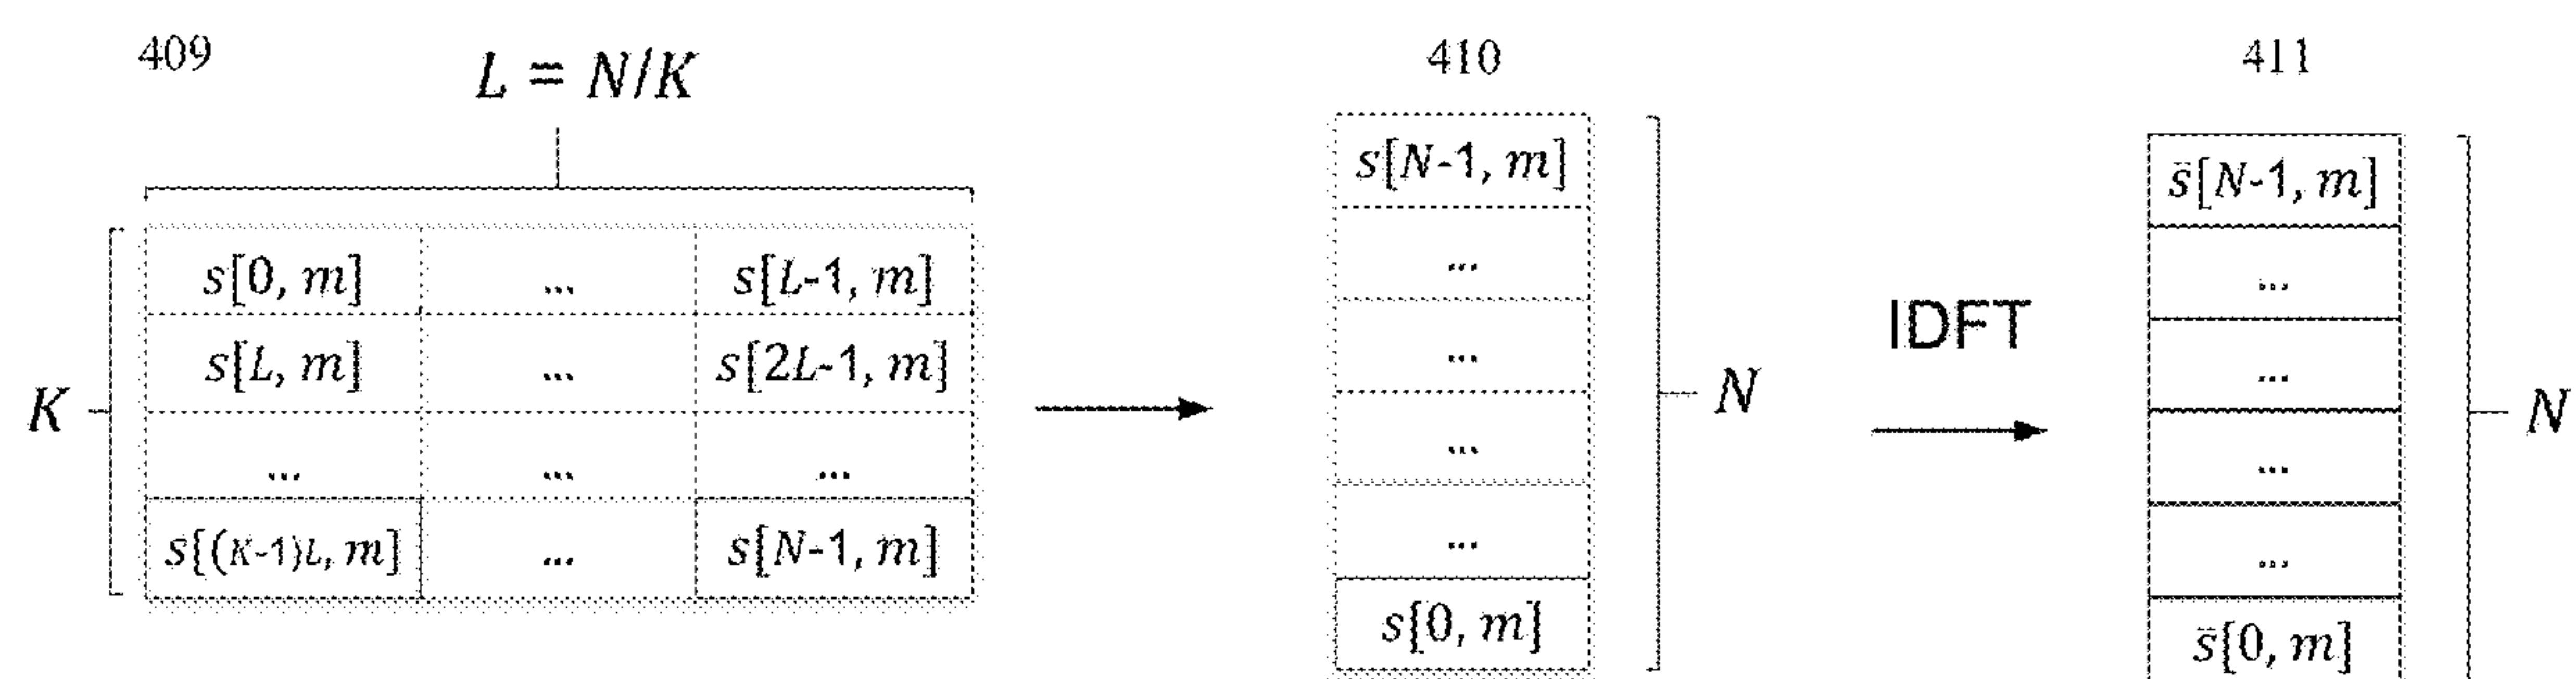 409
L = N/K
K
s[0, m] ... s[L-1, m]
s[L, m] ... s[2L-1, m]
... ... ...
s[(K-1)L, m] ... s[N-1, m]
410
s[N-1, m]
...
...
...
...
s[0, m]
N
IDFT
411
s̄[N-1, m]
...
...
...
...
s̄[0, m]
N